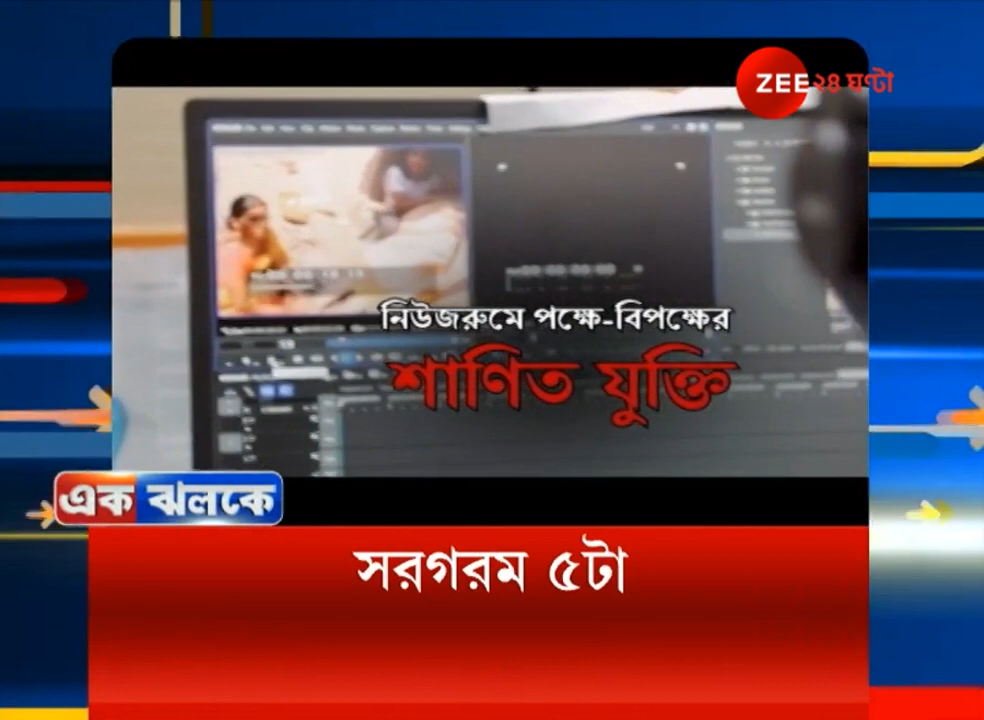 ZEE ২৪ ঘণ্টা
নিউজরুমে পক্ষে-বিপক্ষের
শাণিত যুক্তি
এক ঝলকে
সরগরম ৫টা